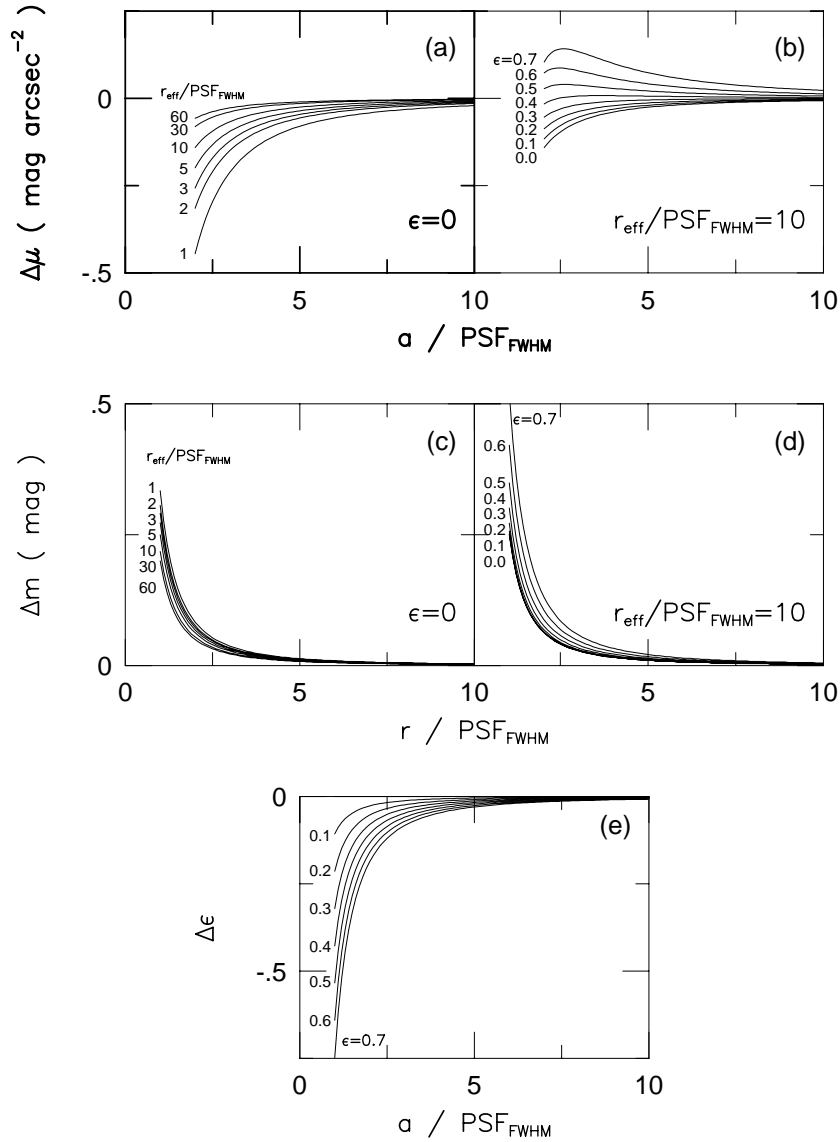 (a)
(b)
r_eff/PSF_FWHM
60
30
10
5
3
2
1
ϵ=0
ϵ=0.7
0.6
0.5
0.4
0.3
0.2
0.1
0.0
r_eff/PSF_FWHM=10
0
-.5
Δμ ( mag arcsec^−2 )
0
5
10
5
10
a / PSF_FWHM
(c)
(d)
r_eff/PSF_FWHM
1
2
3
5
10
30
60
ϵ=0
ϵ=0.7
0.6
0.5
0.4
0.3
0.2
0.1
0.0
r_eff/PSF_FWHM=10
.5
0
Δm ( mag )
0
5
10
5
10
r / PSF_FWHM
(e)
0.1
0.2
0.3
0.4
0.5
0.6
ϵ=0.7
0
-.5
Δϵ
0
5
10
a / PSF_FWHM